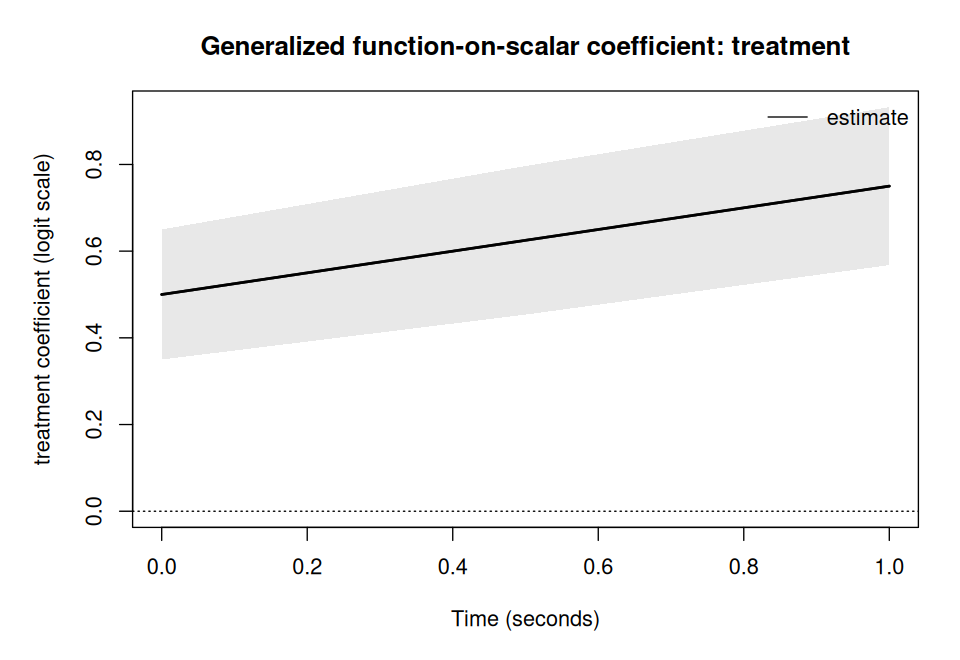 Generalized function-on-scalar coefficient: treatment
estimate
treatment coefficient (logit scale)
0.8
0.6
0.4
0.2
0.0
0.0 0.2 0.4 0.6 0.8 1.0
Time (seconds)